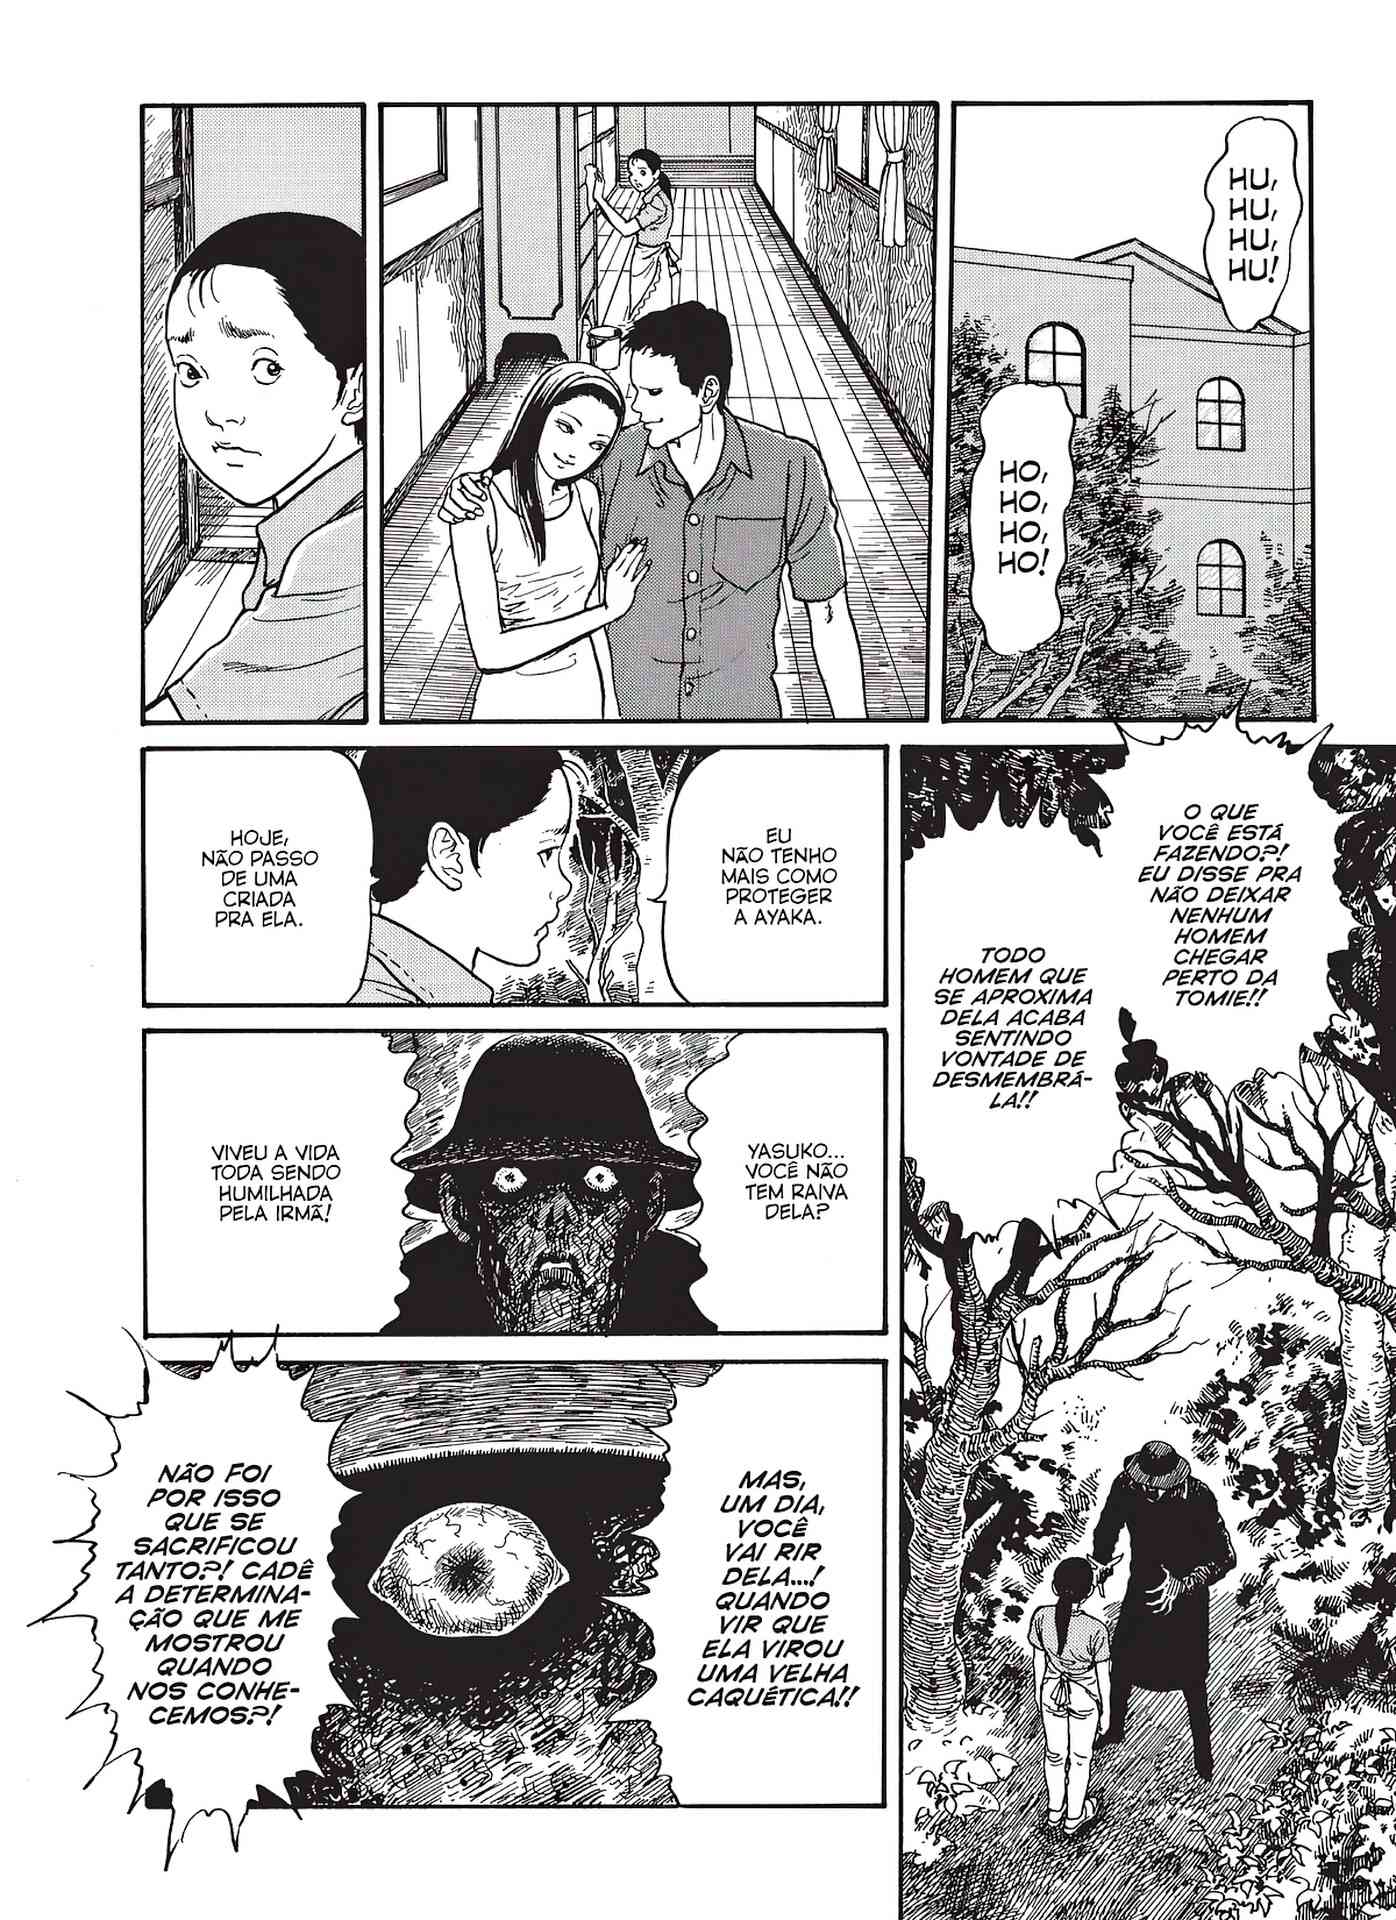 HU,
HU,
HU,
HU!
HO,
HO,
HO,
HO!
O QUE
VOCÊ ESTÁ
FAZENDO?!
EU DISSE PRA
NÃO DEIXAR
NENHUM
HOMEM
CHEGAR
PERTO DA
TOMIE!!
TODO
HOMEM QUE
SE APROXIMA
DELA ACABA
SENTINDO
VONTADE DE
DESMEMBRÁ-
LA!!
EU
NÃO TENHO
MAIS COMO
PROTEGER
A AYAKA.
HOJE,
NÃO PASSO
DE UMA
CRIADA
PRA ELA.
YASUKO...
VOCÊ NÃO
TEM RAIVA
DELA?
VIVEU A VIDA
TODA SENDO
HUMILHADA
PELA IRMÃ!
MAS,
UM DIA,
VOCÊ
VAI RIR
DELA...!
QUANDO
VIR QUE
ELA VIROU
UMA VELHA
CAQUÉTICA!!
NÃO FOI
POR ISSO
QUE SE
SACRIFICOU
TANTO?! CADÊ
A DETERMINA-
ÇÃO QUE ME
MOSTROU
QUANDO
NOS CONHE-
CEMOS?!